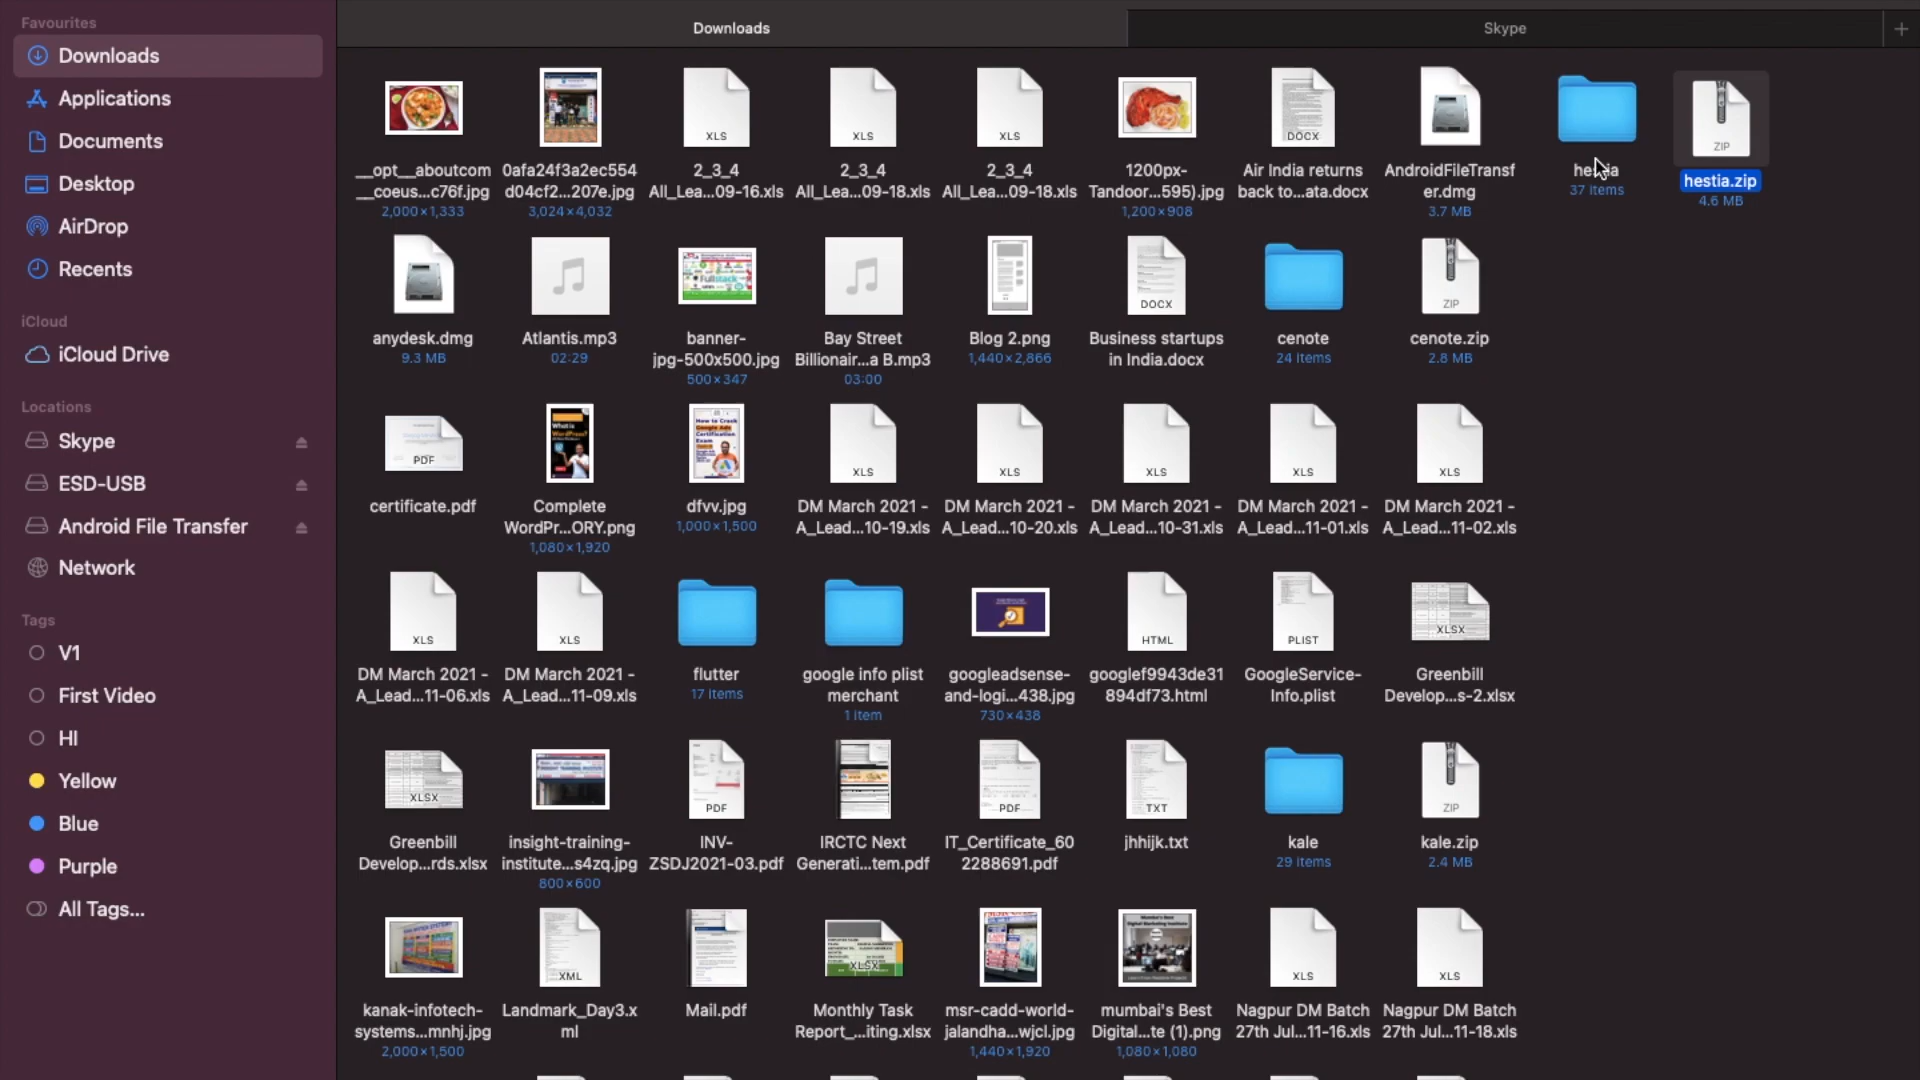 Favourites
Downloads
Applications
Documents
Desktop
AirDrop
Recents
iCloud
iCloud Drive
Locations
Skype
ESD-USB
Android File Transfer
Network
Tags
V1
First Video
HI
Yellow
Blue
Purple
All Tags...
Downloads
Skype
XLS
XLS
XLS
DOCX
ZIP
__opt__aboutcom
__coeus...c76f.jpg
2,000×1,333
0afa24f3a2ec554
d04cf2...207e.jpg
3,024×4,032
2_3_4
All_Lea...09-16.xls
2_3_4
All_Lea...09-18.xls
2_3_4
All_Lea...09-18.xls
1200px-
Tandoor...595).jpg
1,200×908
Air India returns
back to...ata.docx
AndroidFileTransf
er.dmg
3.7 MB
hestia
37 items
hestia.zip
4.6 MB
Fullstack
DOCX
ZIP
anydesk.dmg
9.3 MB
Atlantis.mp3
02:29
banner-
jpg-500x500.jpg
500×347
Bay Street
Billionair...a B.mp3
03:00
Blog 2.png
1,440×2,866
Business startups
in India.docx
cenote
24 items
cenote.zip
2.8 MB
PDF
What is
WordPress?
How to Crack
Google Ads
Certification
Exam
XLS
XLS
XLS
XLS
XLS
certificate.pdf
Complete
WordPr...ORY.png
1,080×1,920
dfvv.jpg
1,000×1,500
DM March 2021 -
A_Lead...10-19.xls
DM March 2021 -
A_Lead...10-20.xls
DM March 2021 -
A_Lead...10-31.xls
DM March 2021 -
A_Lead...11-01.xls
DM March 2021 -
A_Lead...11-02.xls
XLS
XLS
HTML
PLIST
XLSX
DM March 2021 -
A_Lead...11-06.xls
DM March 2021 -
A_Lead...11-09.xls
flutter
17 items
google info plist
merchant
1 item
googleadsense-
and-logi...438.jpg
730×438
googlef9943de31
894df73.html
GoogleService-
Info.plist
Greenbill
Develop...s-2.xlsx
XLSX
PDF
PDF
TXT
ZIP
Greenbill
Develop...rds.xlsx
insight-training-
institute...s4zq.jpg
800×600
INV-
ZSDJ2021-03.pdf
IRCTC Next
Generati...tem.pdf
IT_Certificate_60
2288691.pdf
jhhijk.txt
kale
29 items
kale.zip
2.4 MB
XML
XLSX
Mumbai's Best
Digital Marketing Institute
XLS
XLS
kanak-infotech-
systems...mnhj.jpg
2,000×1,500
Landmark_Day3.x
ml
Mail.pdf
Monthly Task
Report_...iting.xlsx
msr-cadd-world-
jalandha...wjcl.jpg
1,440×1,920
mumbai's Best
Digital...te (1).png
1,080×1,080
Nagpur DM Batch
27th Jul...11-16.xls
Nagpur DM Batch
27th Jul...11-18.xls